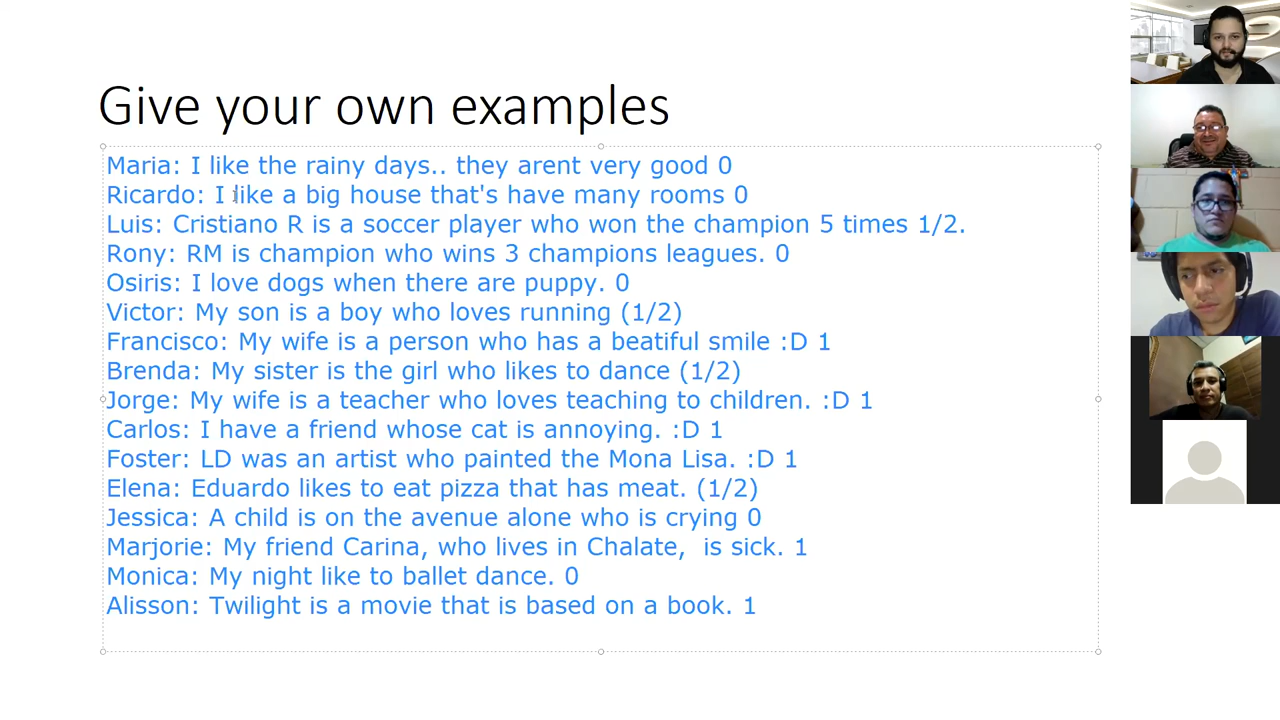 Give your own examples
Maria: I like the rainy days.. they arent very good 0
Ricardo: I like a big house that's have many rooms 0
Luis: Cristiano R is a soccer player who won the champion 5 times 1/2.
Rony: RM is champion who wins 3 champions leagues. 0
Osiris: I love dogs when there are puppy. 0
Victor: My son is a boy who loves running (1/2)
Francisco: My wife is a person who has a beatiful smile :D 1
Brenda: My sister is the girl who likes to dance (1/2)
Jorge: My wife is a teacher who loves teaching to children. :D 1
Carlos: I have a friend whose cat is annoying. :D 1
Foster: LD was an artist who painted the Mona Lisa. :D 1
Elena: Eduardo likes to eat pizza that has meat. (1/2)
Jessica: A child is on the avenue alone who is crying 0
Marjorie: My friend Carina, who lives in Chalate,  is sick. 1
Monica: My night like to ballet dance. 0
Alisson: Twilight is a movie that is based on a book. 1